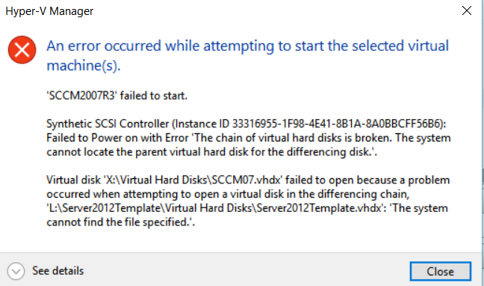 Hyper-V Manager
An error occurred while attempting to start the selected virtual
machine(s).
'SCCM2007R3' failed to start.
Synthetic SCSI Controller (Instance ID 33316955-1F98-4E41-8B1A-8A0BBCFF56B6):
Failed to Power on with Error 'The chain of virtual hard disks is broken. The system
cannot locate the parent virtual hard disk for the differencing disk.'.
Virtual disk 'X:\Virtual Hard Disks\SCCM07.vhdx' failed to open because a problem
occurred when attempting to open a virtual disk in the differencing chain,
'L:\Server2012Template\Virtual Hard Disks\Server2012Template.vhdx': 'The system
cannot find the file specified.'.
See details
Close